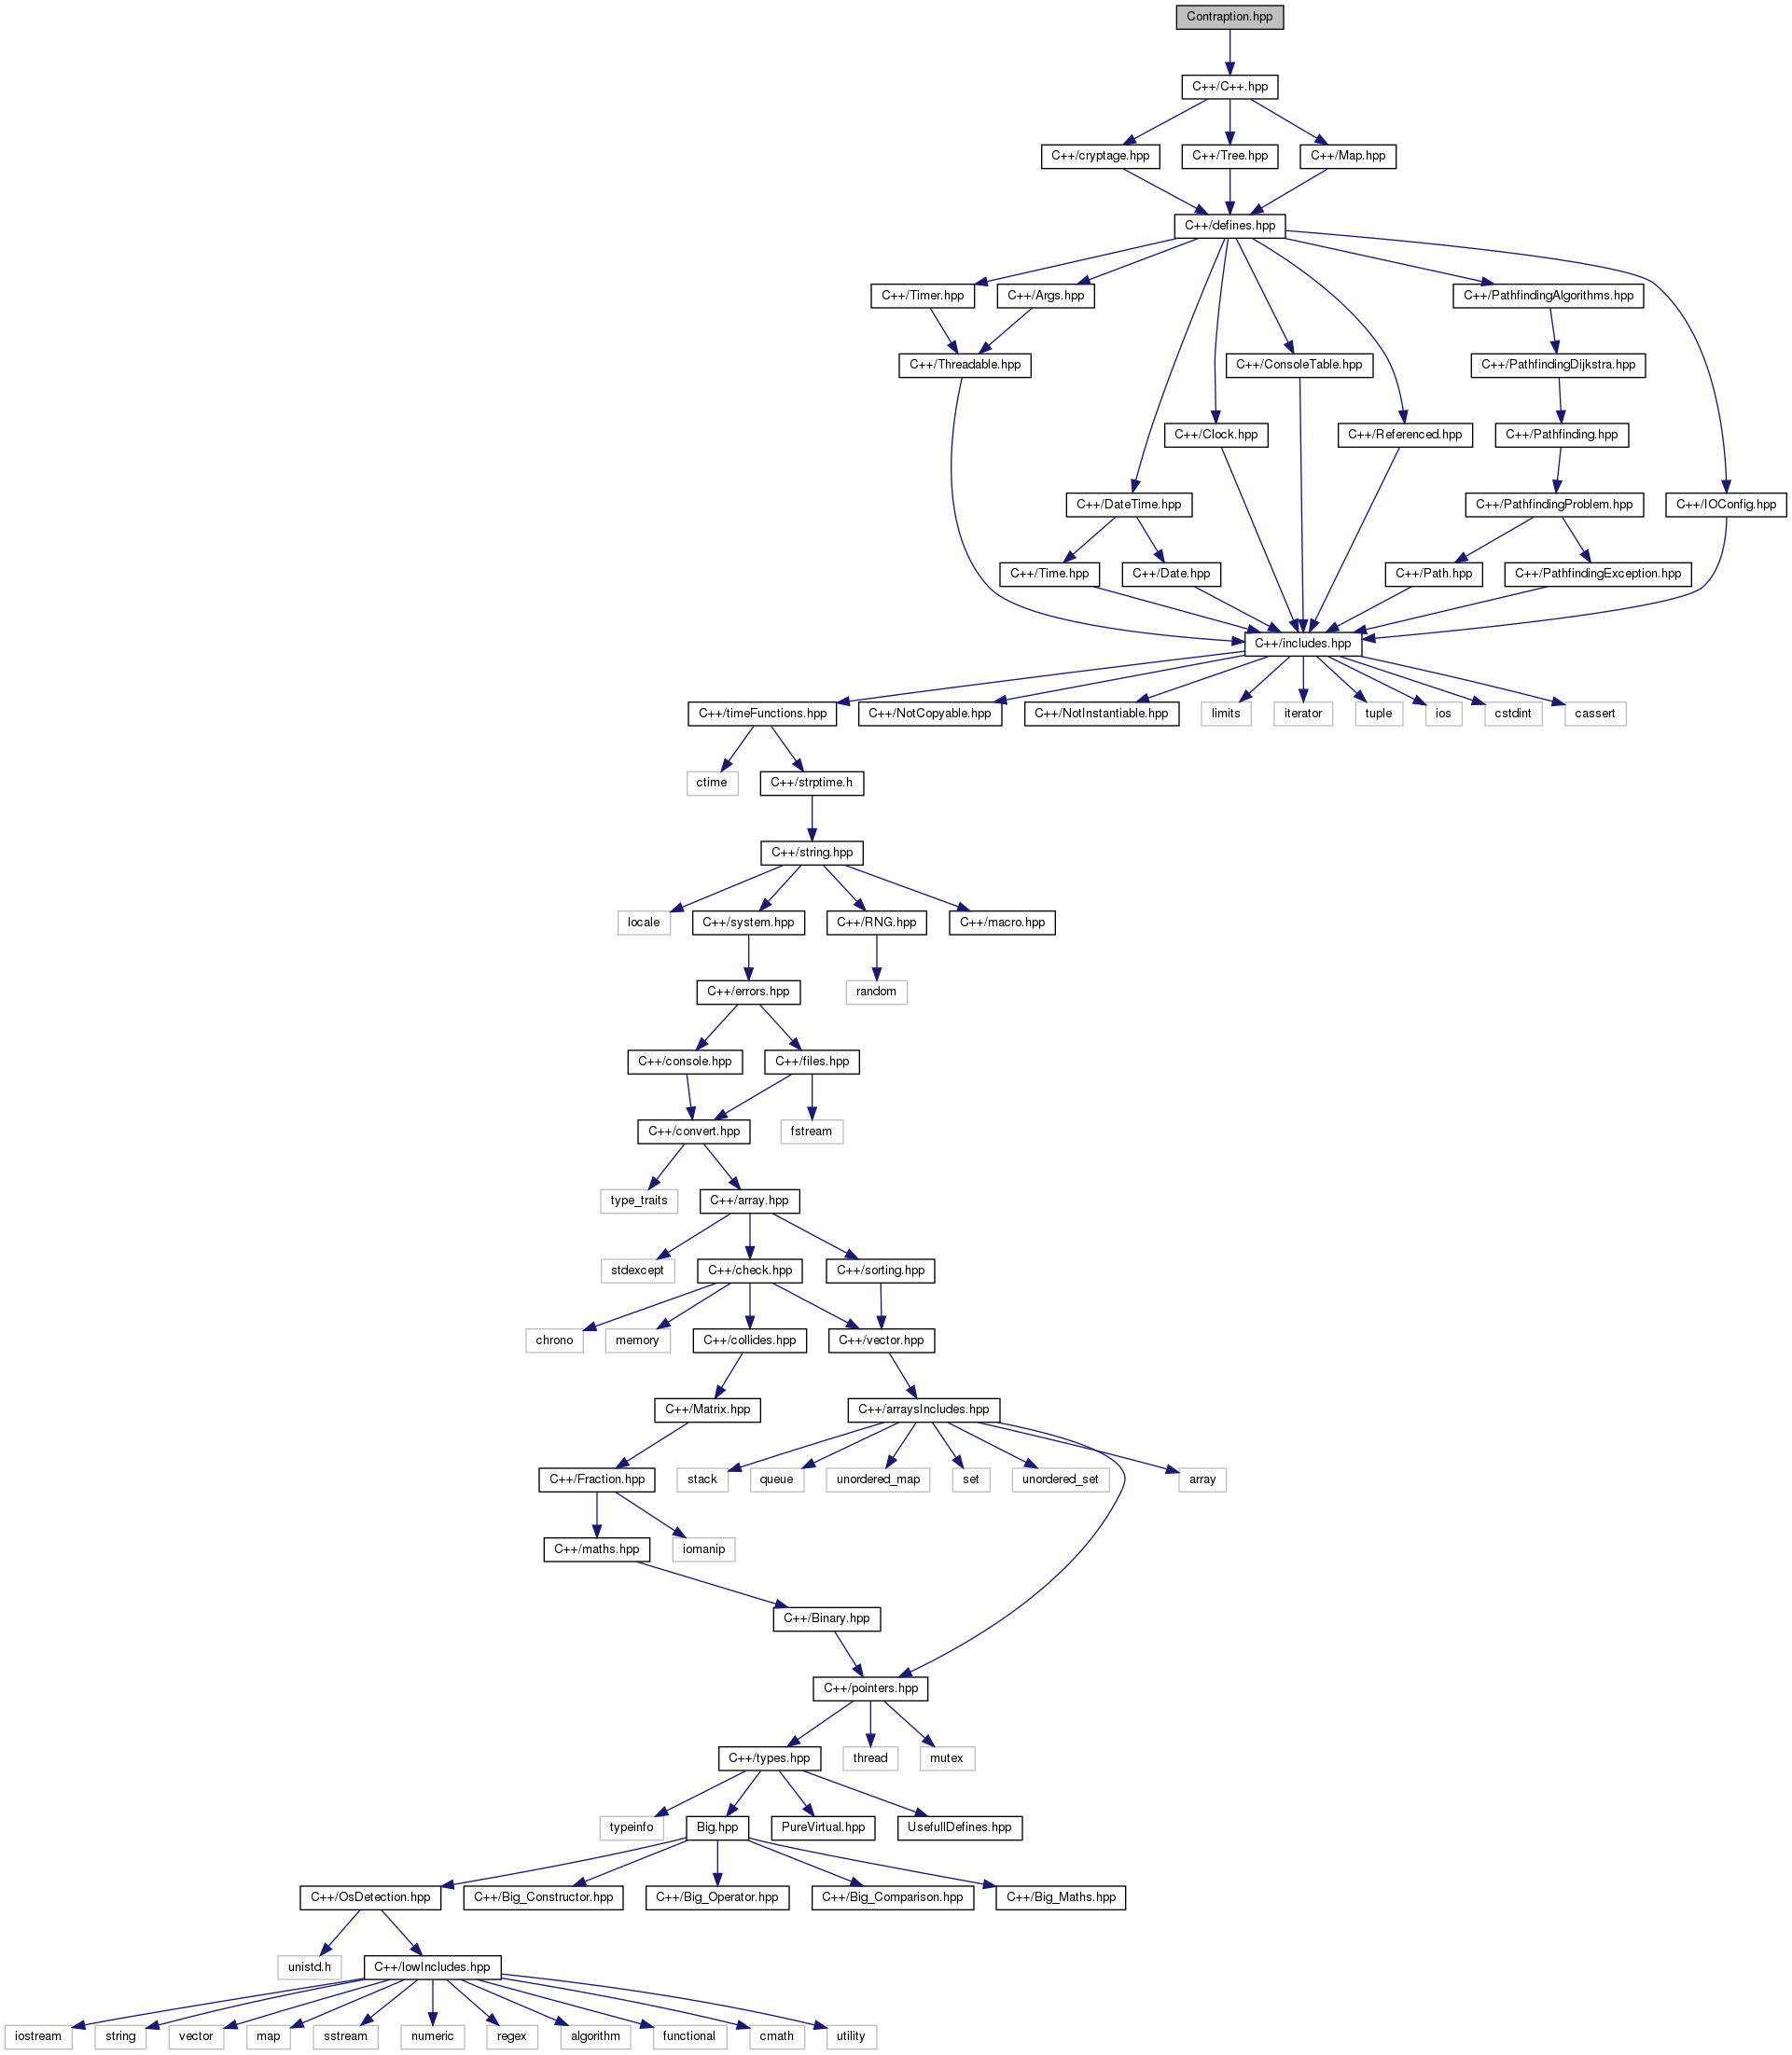 Contraption.hpp
C++/C++.hpp
C++/cryptage.hpp
C++/Tree.hpp
C++/Map.hpp
C++/defines.hpp
C++/Timer.hpp
C++/Args.hpp
C++/PathfindingAlgorithms.hpp
C++/Threadable.hpp
C++/ConsoleTable.hpp
C++/PathfindingDijkstra.hpp
C++/Clock.hpp
C++/Referenced.hpp
C++/Pathfinding.hpp
C++/DateTime.hpp
C++/PathfindingProblem.hpp
C++/IOConfig.hpp
C++/Time.hpp
C++/Date.hpp
C++/Path.hpp
C++/PathfindingException.hpp
C++/includes.hpp
C++/timeFunctions.hpp
C++/NotCopyable.hpp
C++/NotInstantiable.hpp
limits
iterator
tuple
ios
cstdint
cassert
ctime
C++/strptime.h
C++/string.hpp
locale
C++/system.hpp
C++/RNG.hpp
C++/macro.hpp
C++/errors.hpp
random
C++/console.hpp
C++/files.hpp
C++/convert.hpp
fstream
type_traits
C++/array.hpp
stdexcept
C++/check.hpp
C++/sorting.hpp
chrono
memory
C++/collides.hpp
C++/vector.hpp
C++/Matrix.hpp
C++/arraysIncludes.hpp
C++/Fraction.hpp
stack
queue
unordered_map
set
unordered_set
array
C++/maths.hpp
iomanip
C++/Binary.hpp
C++/pointers.hpp
C++/types.hpp
thread
mutex
typeinfo
Big.hpp
PureVirtual.hpp
UsefullDefines.hpp
C++/OsDetection.hpp
C++/Big_Constructor.hpp
C++/Big_Operator.hpp
C++/Big_Comparison.hpp
C++/Big_Maths.hpp
unistd.h
C++/lowIncludes.hpp
iostream
string
vector
map
sstream
numeric
regex
algorithm
functional
cmath
utility